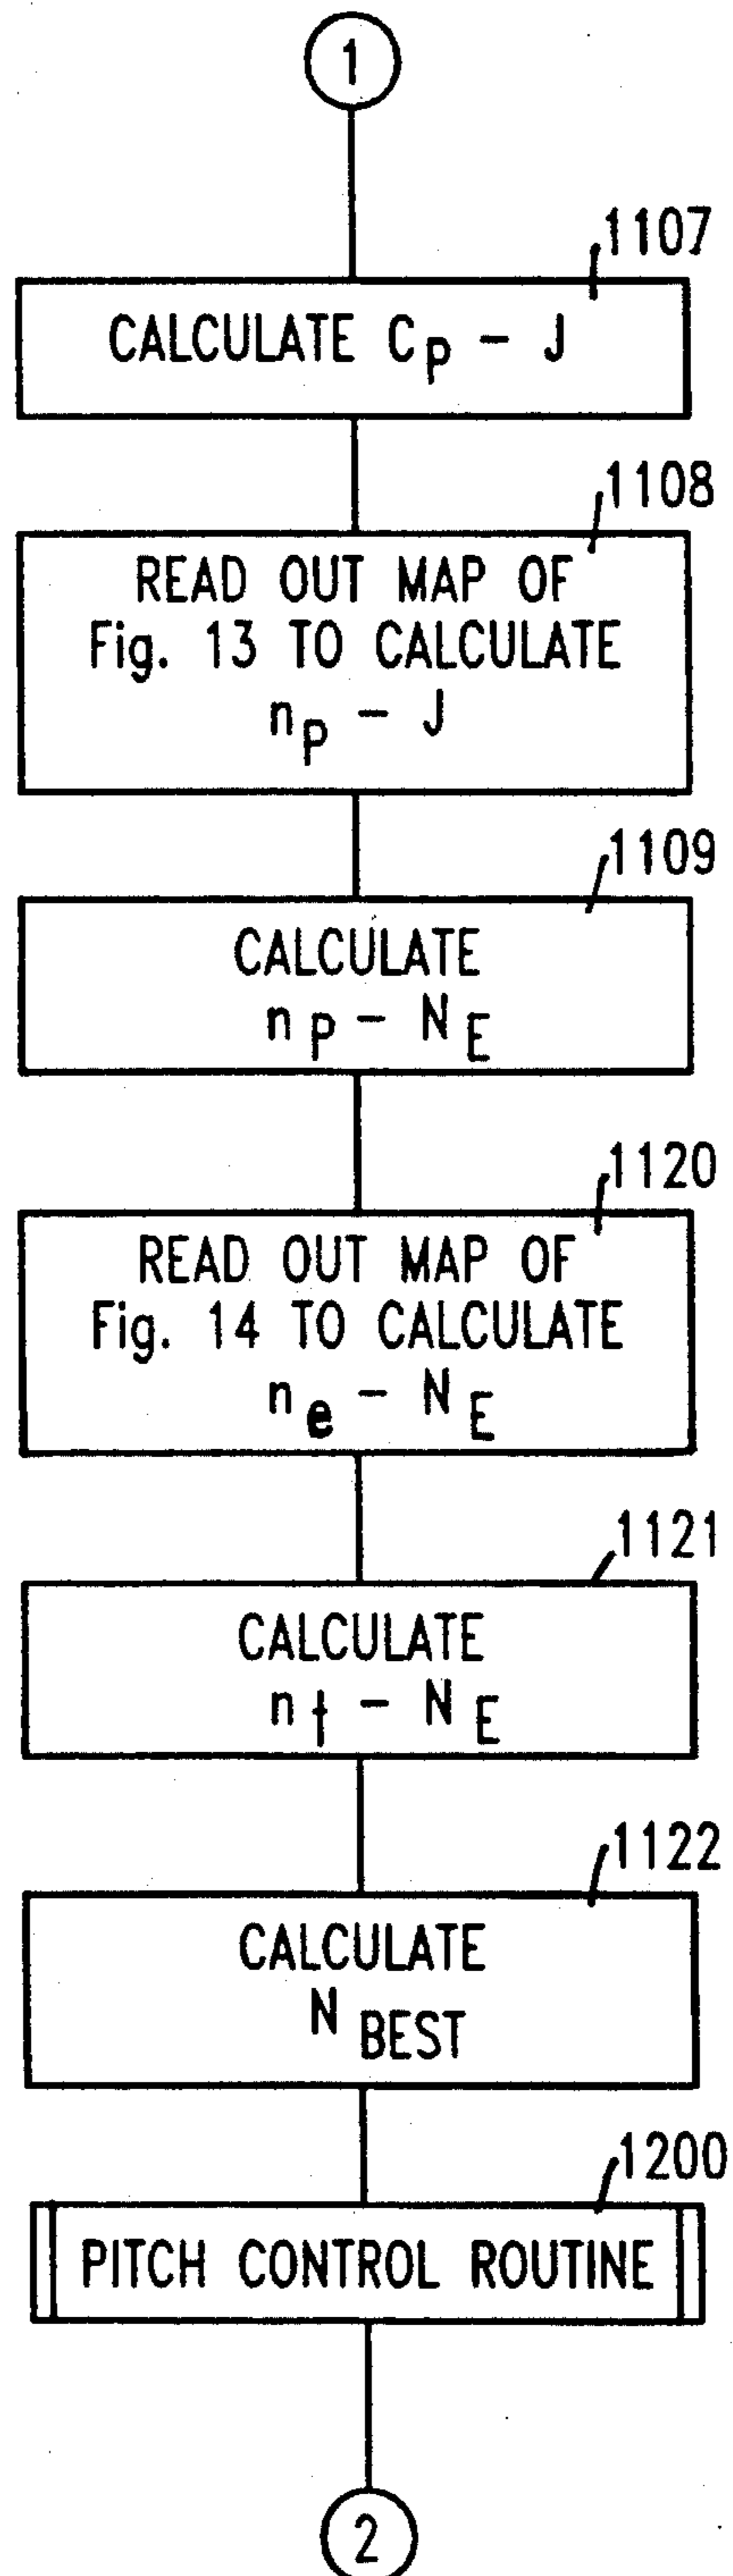 1
1107
CALCULATE Cp - J
1108
READ OUT MAP OF
Fig. 13 TO CALCULATE
np - J
1109
CALCULATE
nP - NE
1120
READ OUT MAP OF
Fig. 14 TO CALCULATE
ne - NE
1121
CALCULATE
nt - NE
1122
CALCULATE
N BEST
1200
PITCH CONTROL ROUTINE
2